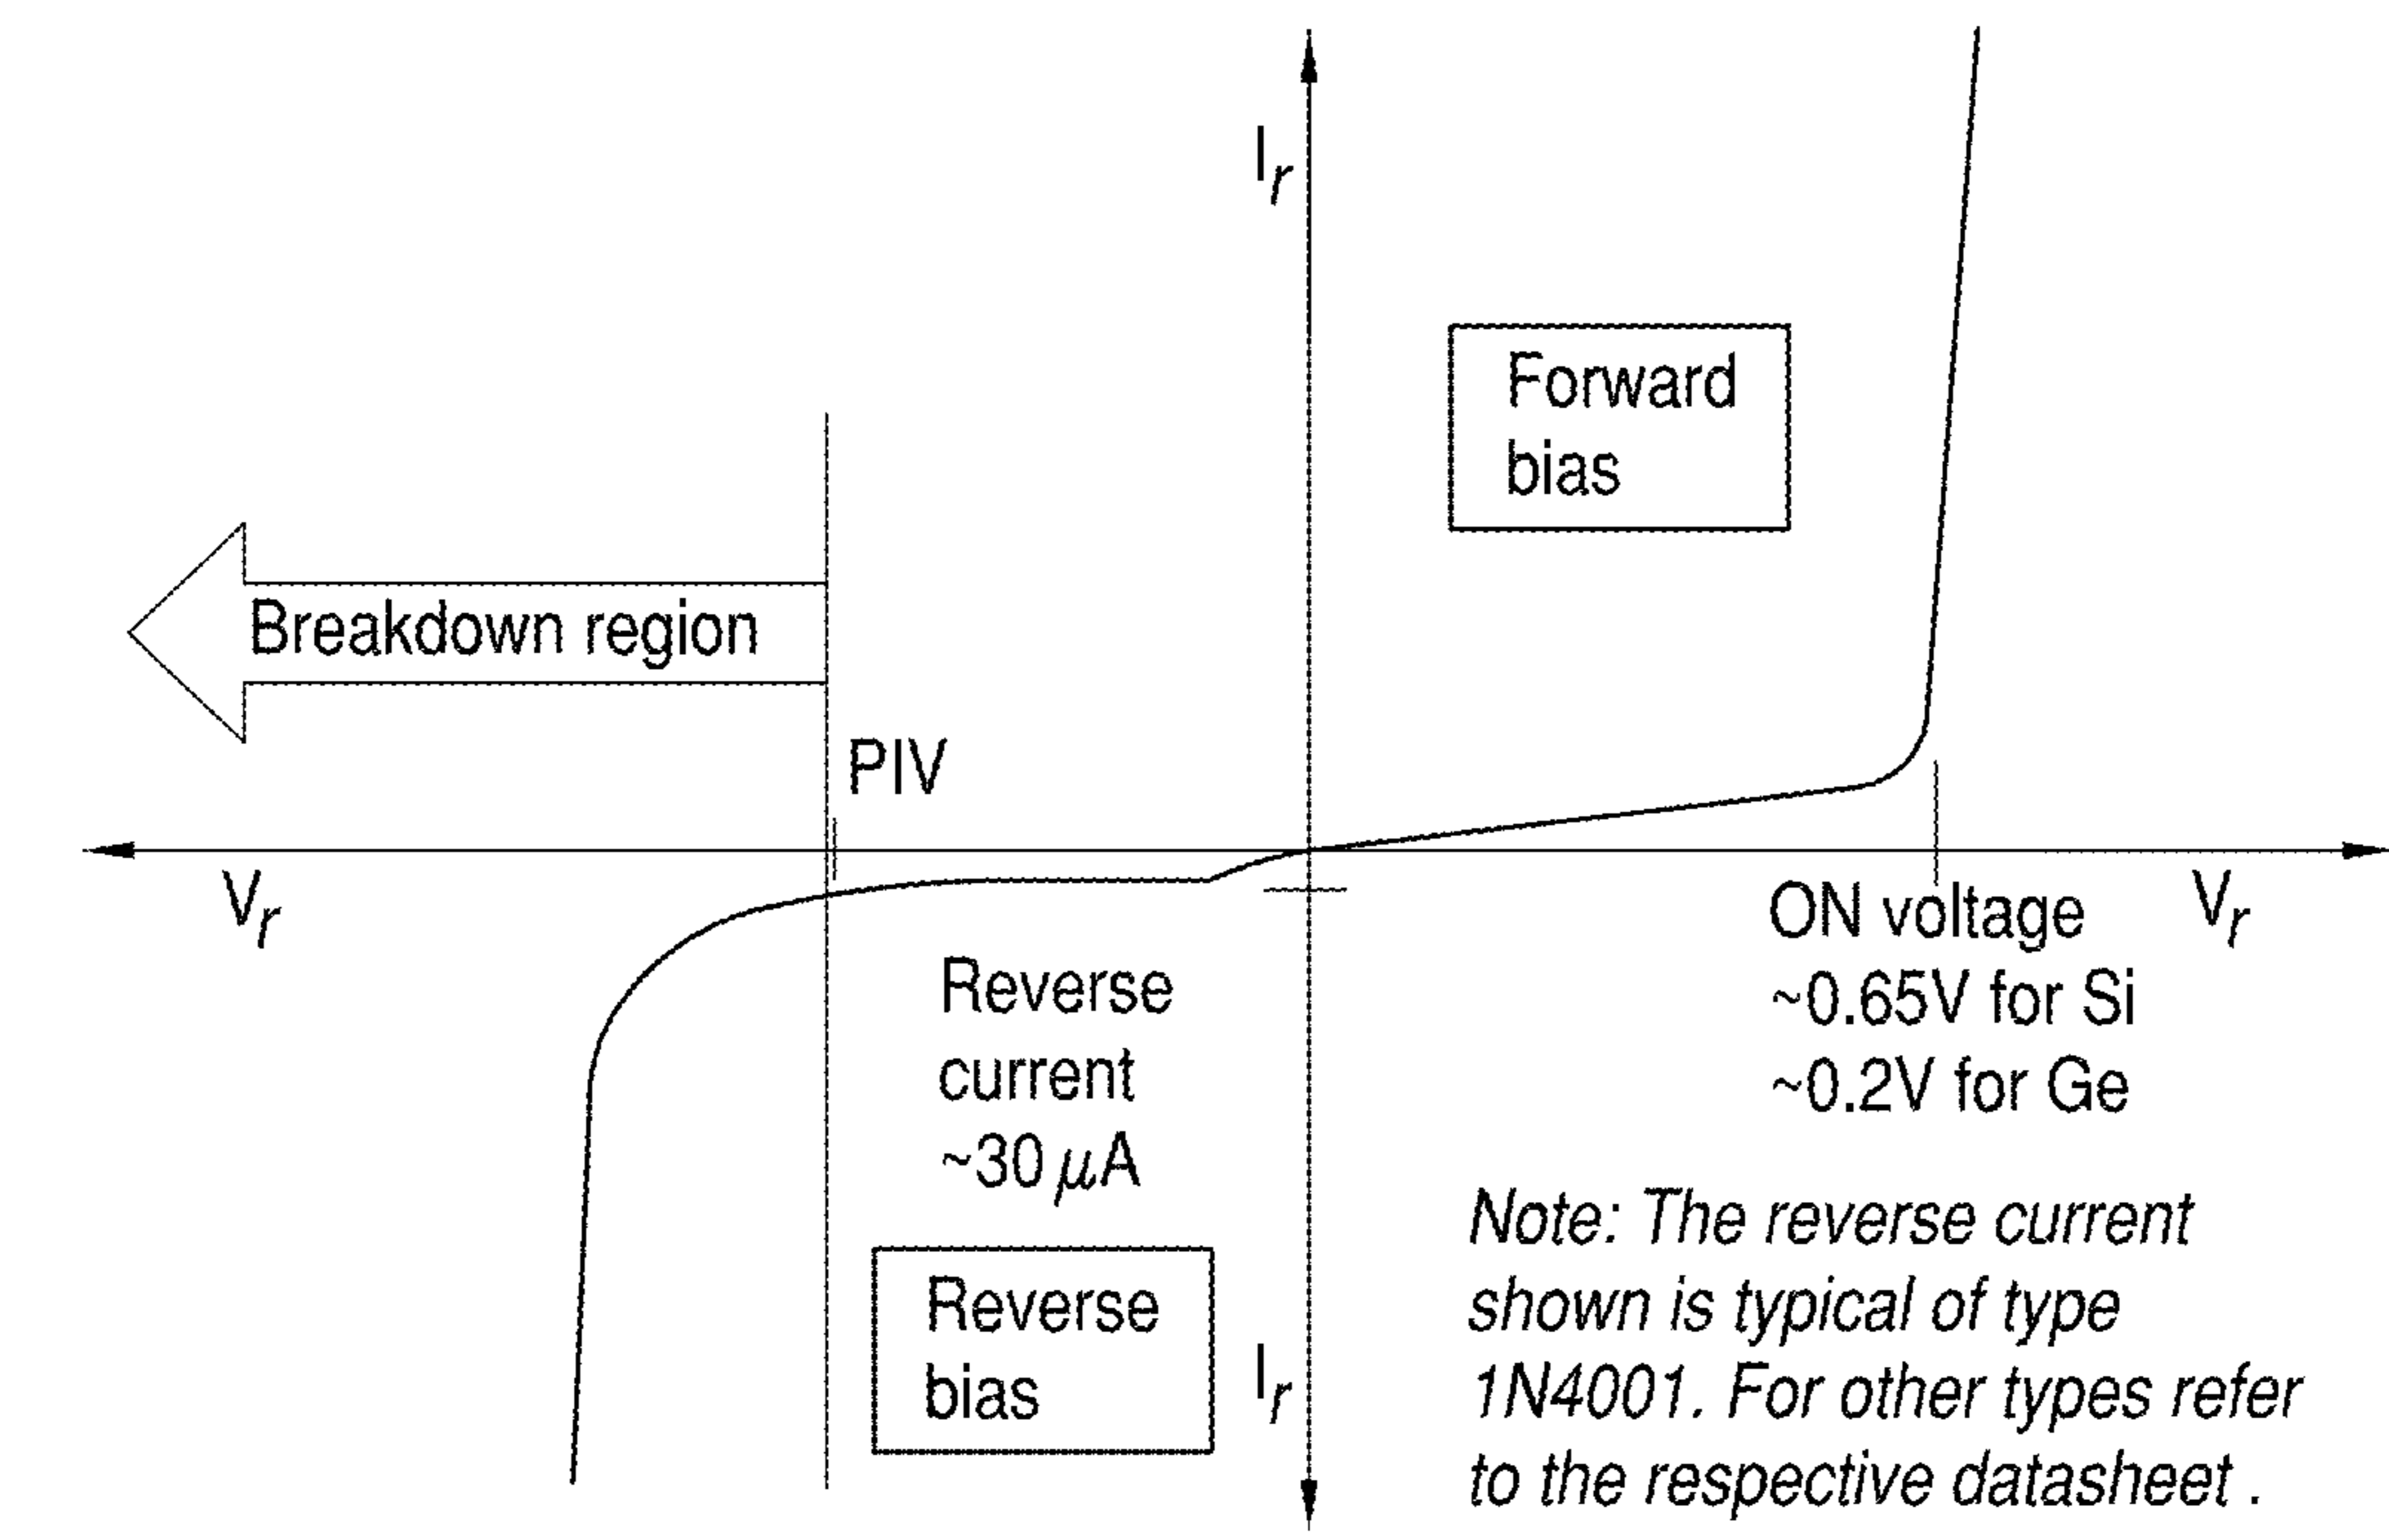 I_r
Forward
bias
Breakdown region
PIV
V_r
V_r
ON voltage
~0.65V for Si
~0.2V for Ge
Reverse
current
~30 μA
Reverse
bias
I_r
Note: The reverse current
shown is typical of type
1N4001. For other types refer
to the respective datasheet .